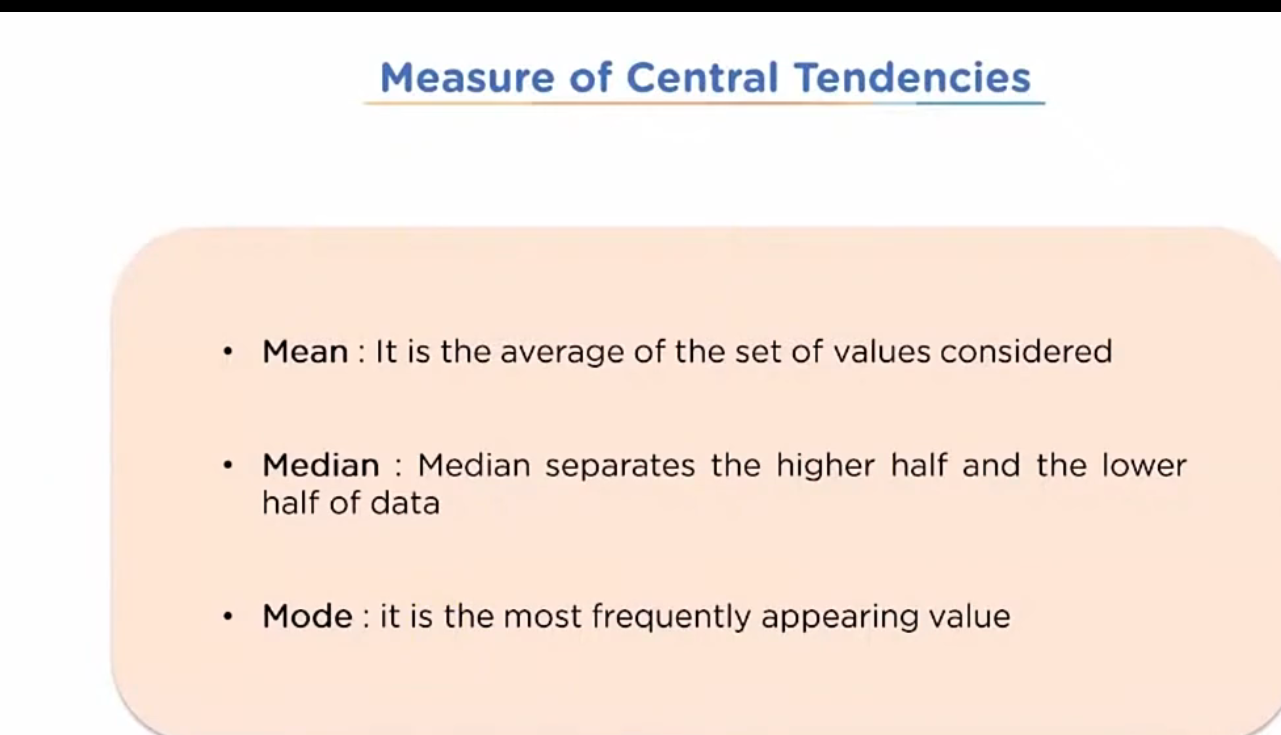 Measure of Central Tendencies
• Mean : It is the average of the set of values considered
• Median : Median separates the higher half and the lower
half of data
• Mode : it is the most frequently appearing value